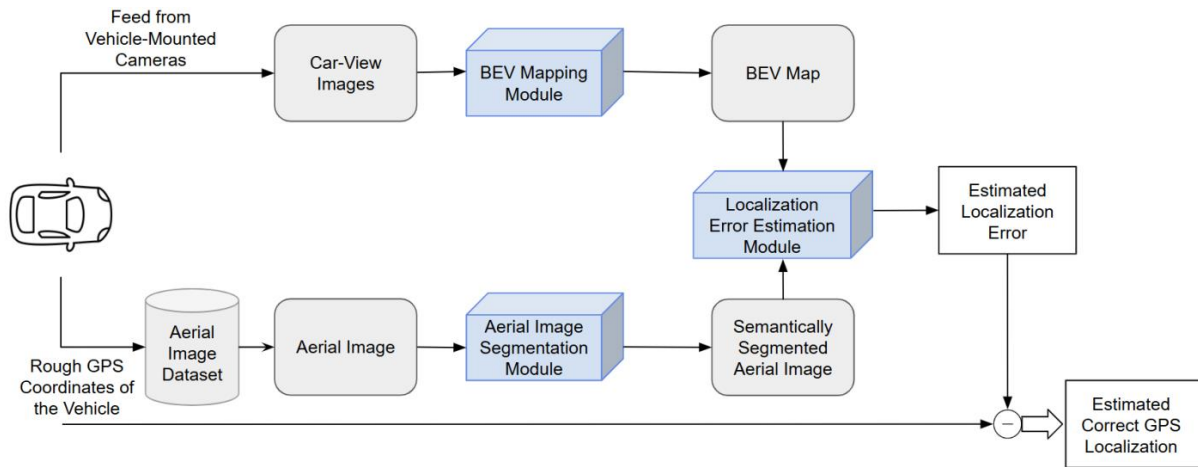 Feed from
Vehicle-Mounted
Cameras
Car-View
Images
BEV Mapping
Module
BEV Map
Localization
Error Estimation
Module
Estimated
Localization
Error
Aerial
Image
Dataset
Aerial Image
Aerial Image
Segmentation
Module
Semantically
Segmented
Aerial Image
Rough GPS
Coordinates of
the Vehicle
−
Estimated
Correct GPS
Localization